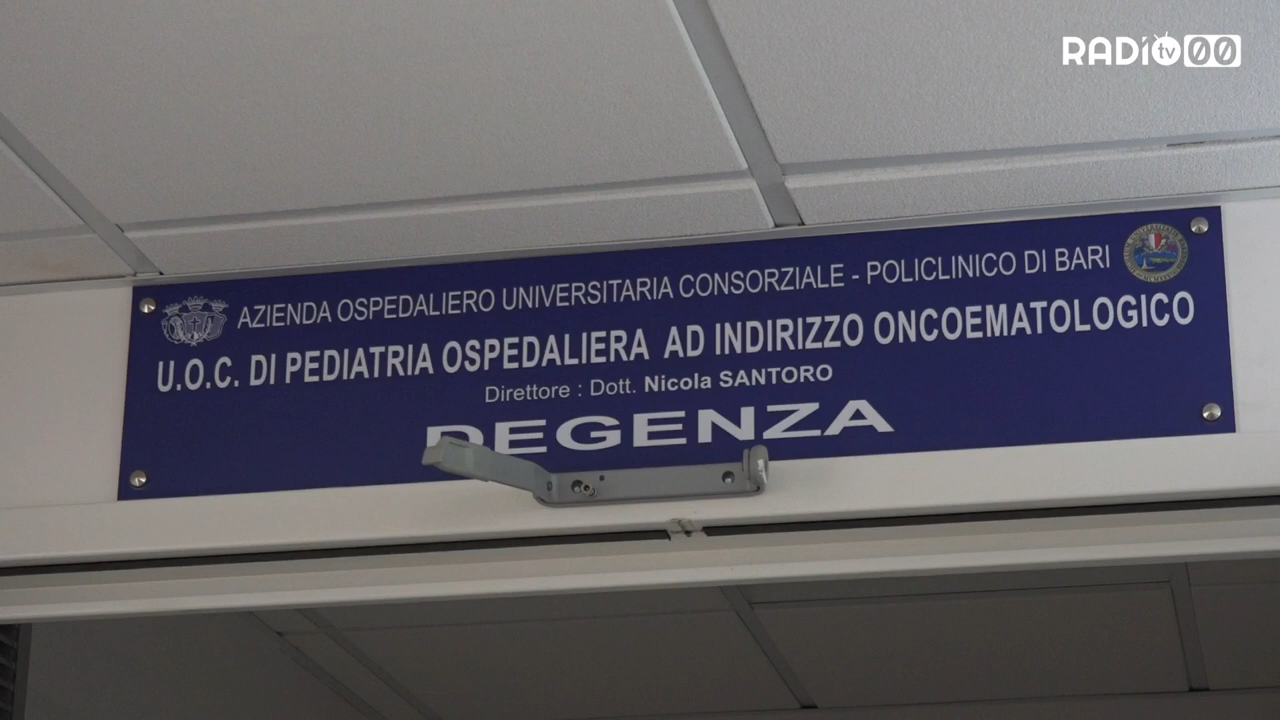 RADIO tv 00
AZIENDA OSPEDALIERO UNIVERSITARIA CONSORZIALE - POLICLINICO DI BARI
U.O.C. DI PEDIATRIA OSPEDALIERA AD INDIRIZZO ONCOEMATOLOGICO
Direttore : Dott. Nicola SANTORO
DEGENZA